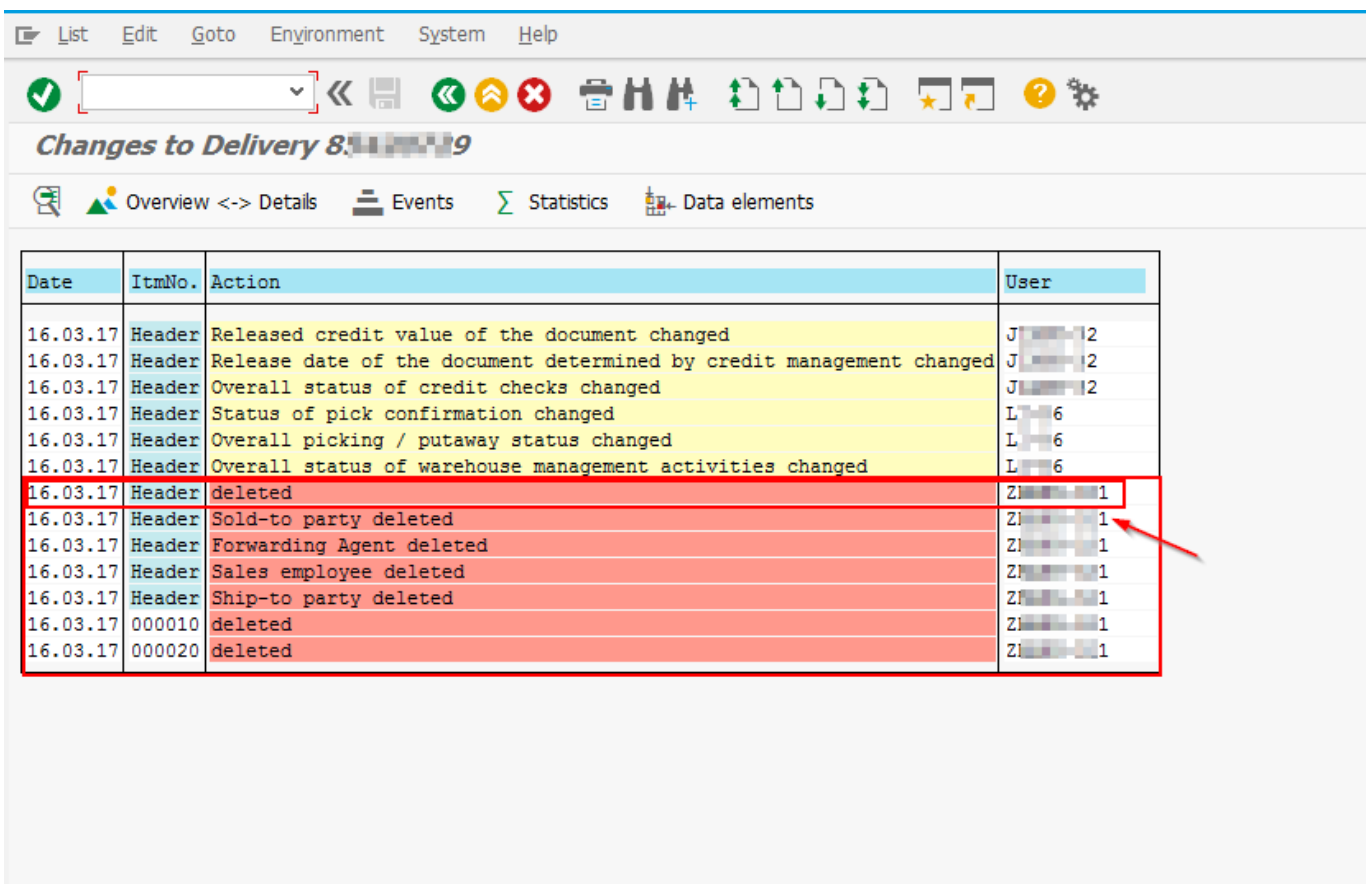 List Edit Goto Environment System Help
Changes to Delivery
Overview <-> Details Events Statistics Data elements
Date ItmNo. Action User
16.03.17 Header Released credit value of the document changed
16.03.17 Header Release date of the document determined by credit management changed
16.03.17 Header Overall status of credit checks changed
16.03.17 Header Status of pick confirmation changed
16.03.17 Header Overall picking / putaway status changed
16.03.17 Header Overall status of warehouse management activities changed
16.03.17 Header deleted
16.03.17 Header Sold-to party deleted
16.03.17 Header Forwarding Agent deleted
16.03.17 Header Sales employee deleted
16.03.17 Header Ship-to party deleted
16.03.17 000010 deleted
16.03.17 000020 deleted